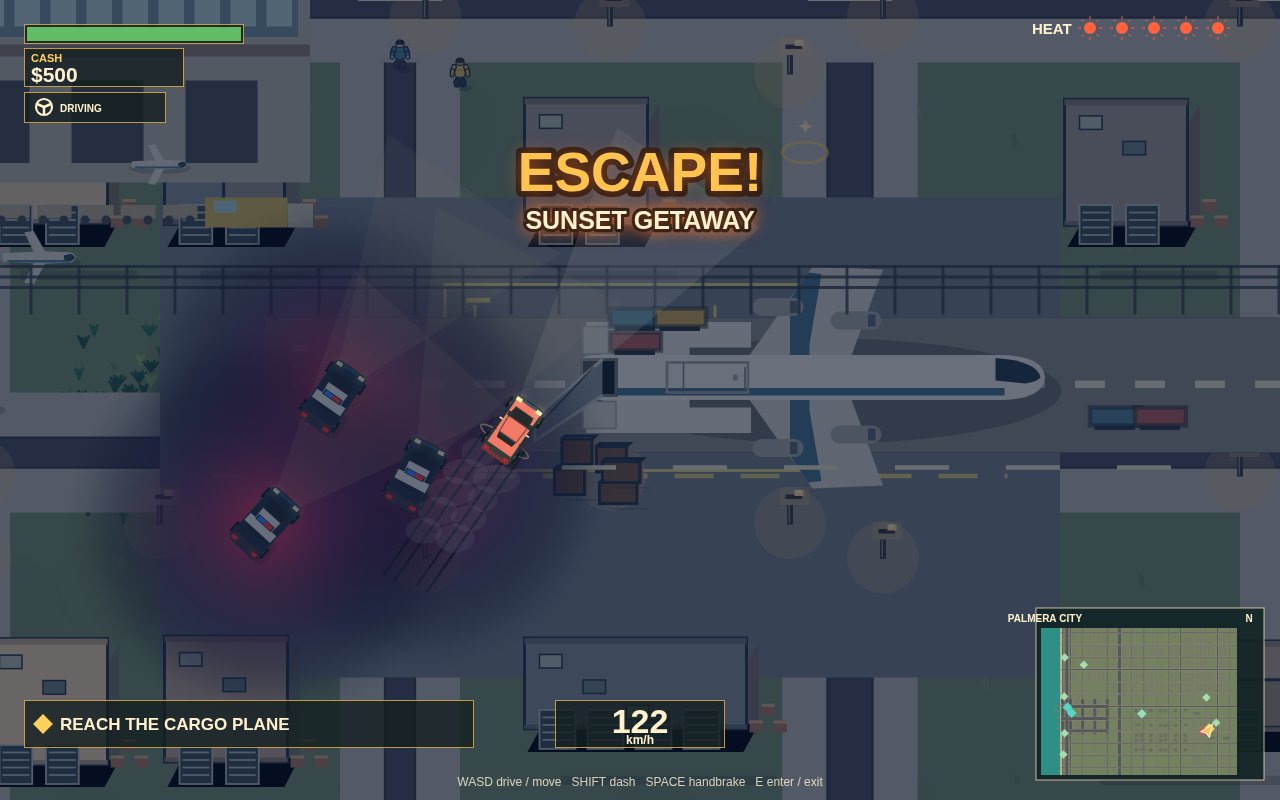 HEAT
CASH
$500
DRIVING
ESCAPE!
SUNSET GETAWAY
PALMERA CITY
N
REACH THE CARGO PLANE
122
km/h
WASD drive / move SHIFT dash SPACE handbrake E enter / exit